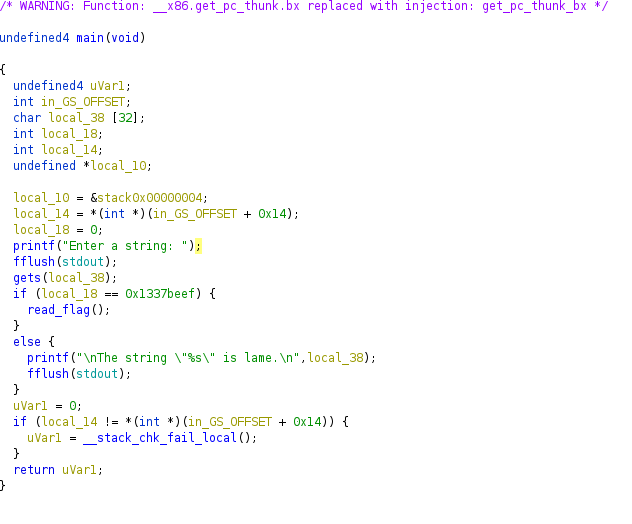 /* WARNING: Function: __x86.get_pc_thunk.bx replaced with injection: get_pc_thunk_bx */
undefined4 main(void)
{
undefined4 uVar1;
int in_GS_OFFSET;
char local_38 [32];
int local_18;
int local_14;
undefined *local_10;
local_10 = &stack0x00000004;
local_14 = *(int *)(in_GS_OFFSET + 0x14);
local_18 = 0;
printf("Enter a string: ");
fflush(stdout);
gets(local_38);
if (local_18 == 0x1337beef) {
read_flag();
}
else {
printf("\nThe string \"%s\" is lame.\n",local_38);
fflush(stdout);
}
uVar1 = 0;
if (local_14 != *(int *)(in_GS_OFFSET + 0x14)) {
uVar1 = __stack_chk_fail_local();
}
return uVar1;
}